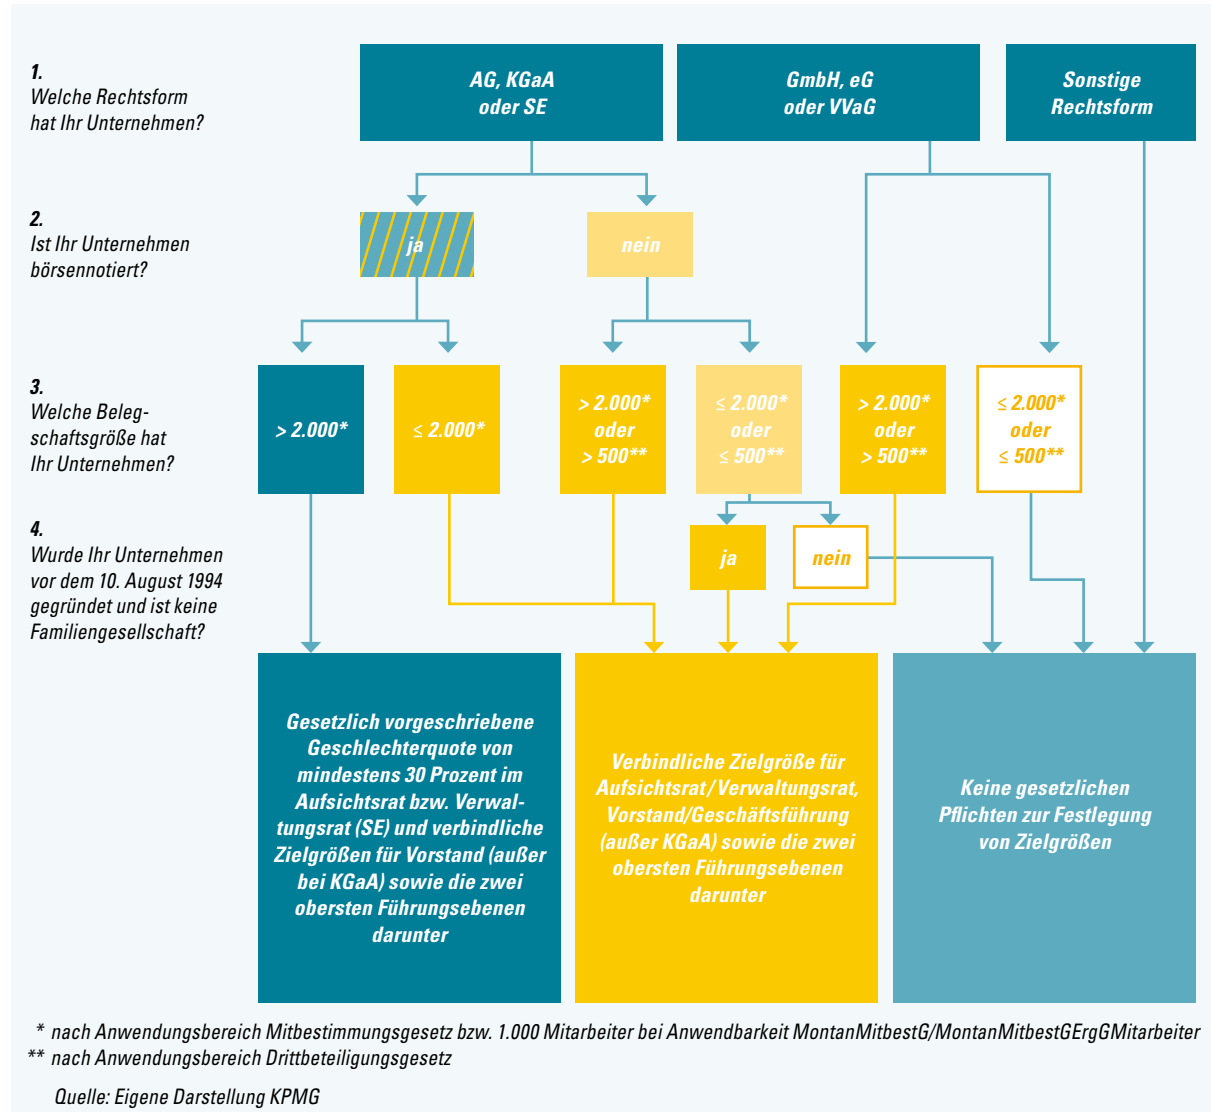 1.
Welche Rechtsform
hat Ihr Unternehmen?
AG, KGaA
oder SE
GmbH, eG
oder VVaG
Sonstige
Rechtsform
2.
Ist Ihr Unternehmen
börsennotiert?
ja
nein
3.
Welche Beleg-
schaftsgröße hat
Ihr Unternehmen?
> 2.000*
≤ 2.000*
> 2.000*
oder
> 500**
≤ 2.000*
oder
≤ 500**
> 2.000*
oder
> 500**
≤ 2.000*
oder
≤ 500**
4.
Wurde Ihr Unternehmen
vor dem 10. August 1994
gegründet und ist keine
Familiengesellschaft?
ja
nein
Gesetzlich vorgeschriebene
Geschlechterquote von
mindestens 30 Prozent im
Aufsichtsrat bzw. Verwal-
tungsrat (SE) und verbindliche
Zielgrößen für Vorstand (außer
bei KGaA) sowie die zwei
obersten Führungsebenen
darunter
Verbindliche Zielgröße für
Aufsichtsrat/Verwaltungsrat,
Vorstand/Geschäftsführung
(außer KGaA) sowie die zwei
obersten Führungsebenen
darunter
Keine gesetzlichen
Pflichten zur Festlegung
von Zielgrößen
* nach Anwendungsbereich Mitbestimmungsgesetz bzw. 1.000 Mitarbeiter bei Anwendbarkeit MontanMitbestG/MontanMitbestGErgGMitarbeiter
** nach Anwendungsbereich Drittbeteiligungsgesetz
Quelle: Eigene Darstellung KPMG